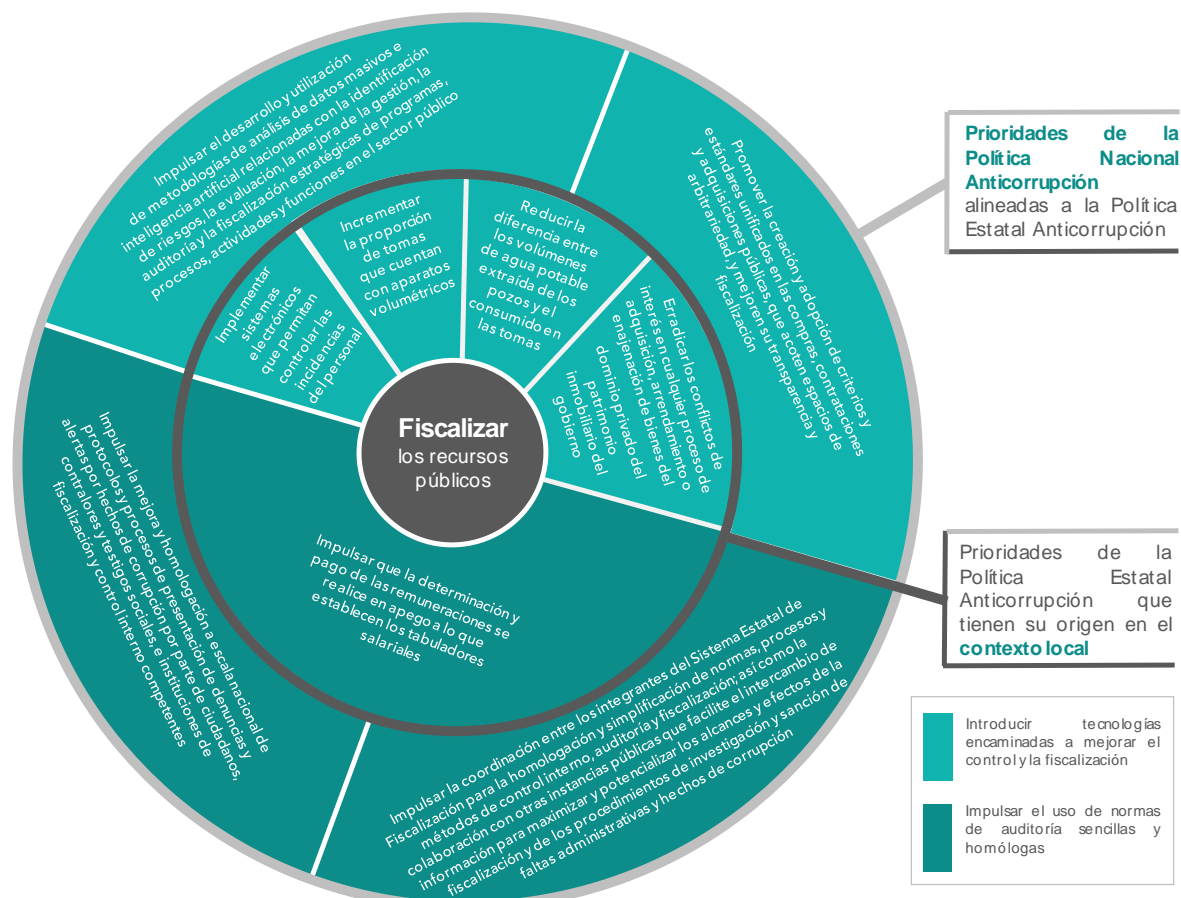 Impulsar el desarrollo y utilización
de metodologías de análisis de datos masivos e
inteligencia artificial relacionadas con la identificación
de riesgos, la evaluación, la mejora de la gestión, la
auditoría y la fiscalización estratégicas de programas,
procesos, actividades y funciones en el sector público
Promover la creación y adopción de criterios y
estándares unificados en las compras, contrataciones
y adquisiciones públicas, que acoten espacios de
arbitrariedad, y mejoren su transparencia y
fiscalización
Implementar
sistemas
electrónicos
que permitan
controlar las
incidencias
del personal
Incrementar
la proporción
de tomas
que cuentan
con aparatos
volumétricos
Reducir la
diferencia entre
los volúmenes
de agua potable
extraída de los
pozos y el
consumido en
las tomas
Erradicar los conflictos de
interés en cualquier proceso de
adquisición, arrendamiento o
enajenación de bienes del
dominio privado del
patrimonio
inmobiliario del
gobierno
Fiscalizar
los recursos
públicos
Impulsar que la determinación y
pago de las remuneraciones se
realice en apego a lo que
establecen los tabuladores
salariales
Impulsar la mejora y homologación a escala nacional de
protocolos y procesos de presentación de denuncias y
alertas por hechos de corrupción por parte de ciudadanos,
contralores y testigos sociales, e instituciones de
fiscalización y control interno competentes
Impulsar la coordinación entre los integrantes del Sistema Estatal de
Fiscalización para la homologación y simplificación de normas, procesos y
métodos de control interno, auditoría y fiscalización; así como la
colaboración con otras instancias públicas que facilite el intercambio de
información para maximizar y potencializar los alcances y efectos de la
fiscalización y de los procedimientos de investigación y sanción de
faltas administrativas y hechos de corrupción
Prioridades de la
Política Nacional
Anticorrupción
alineadas a la Política
Estatal Anticorrupción
Prioridades de la
Política Estatal
Anticorrupción que
tienen su origen en el
contexto local
Introducir tecnologías
encaminadas a mejorar el
control y la fiscalización
Impulsar el uso de normas
de auditoría sencillas y
homólogas